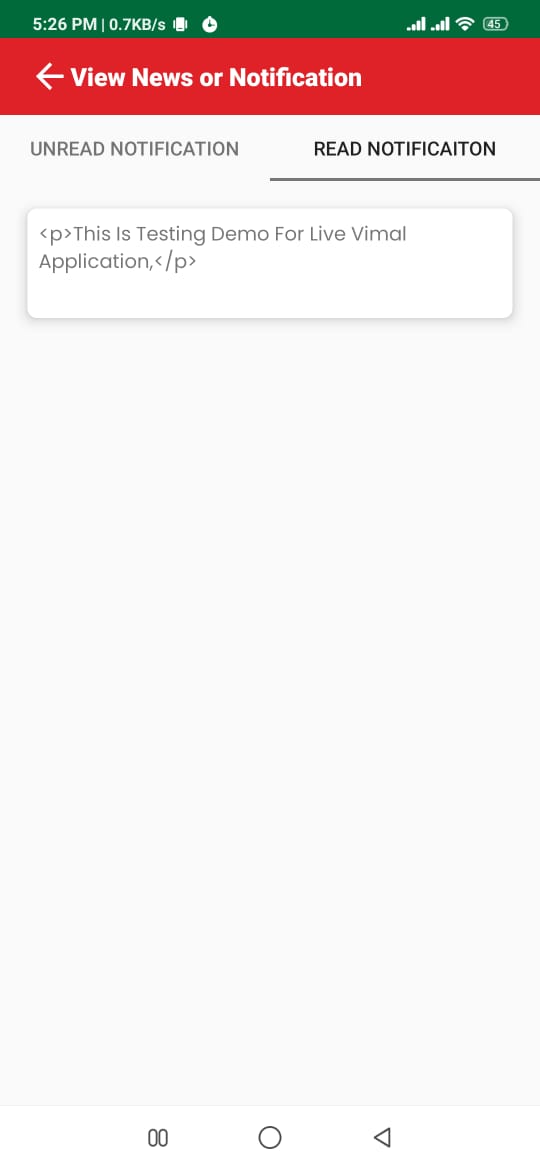 5:26 PM | 0.7KB/s 45
View News or Notification
UNREAD NOTIFICATION READ NOTIFICAITON
<p>This Is Testing Demo For Live Vimal
Application,</p>